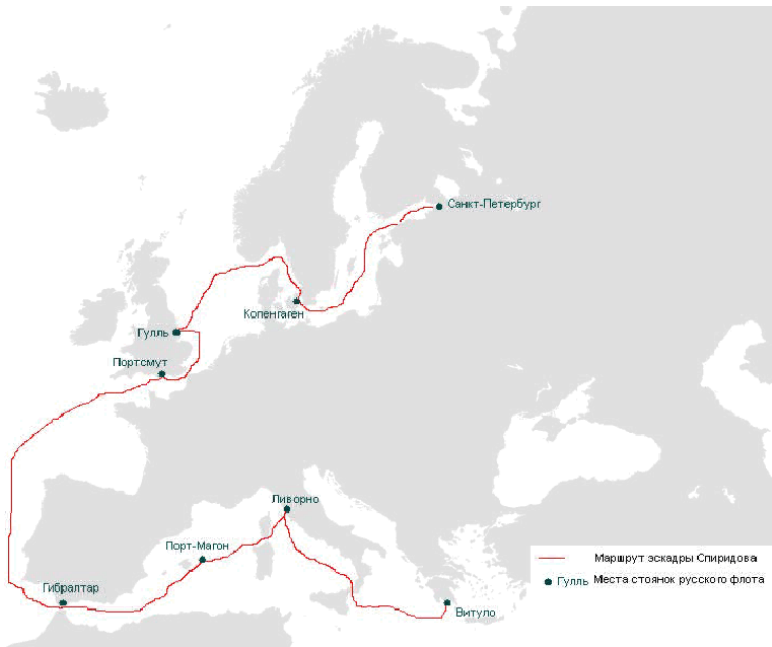 Санкт-Петербург
Копенгаген
Гулль
Портсмут
Ливорно
Порт-Магон
Гибралтар
Витуло
Маршрут эскадры Спиридова
Гулль Места стоянок русского флота